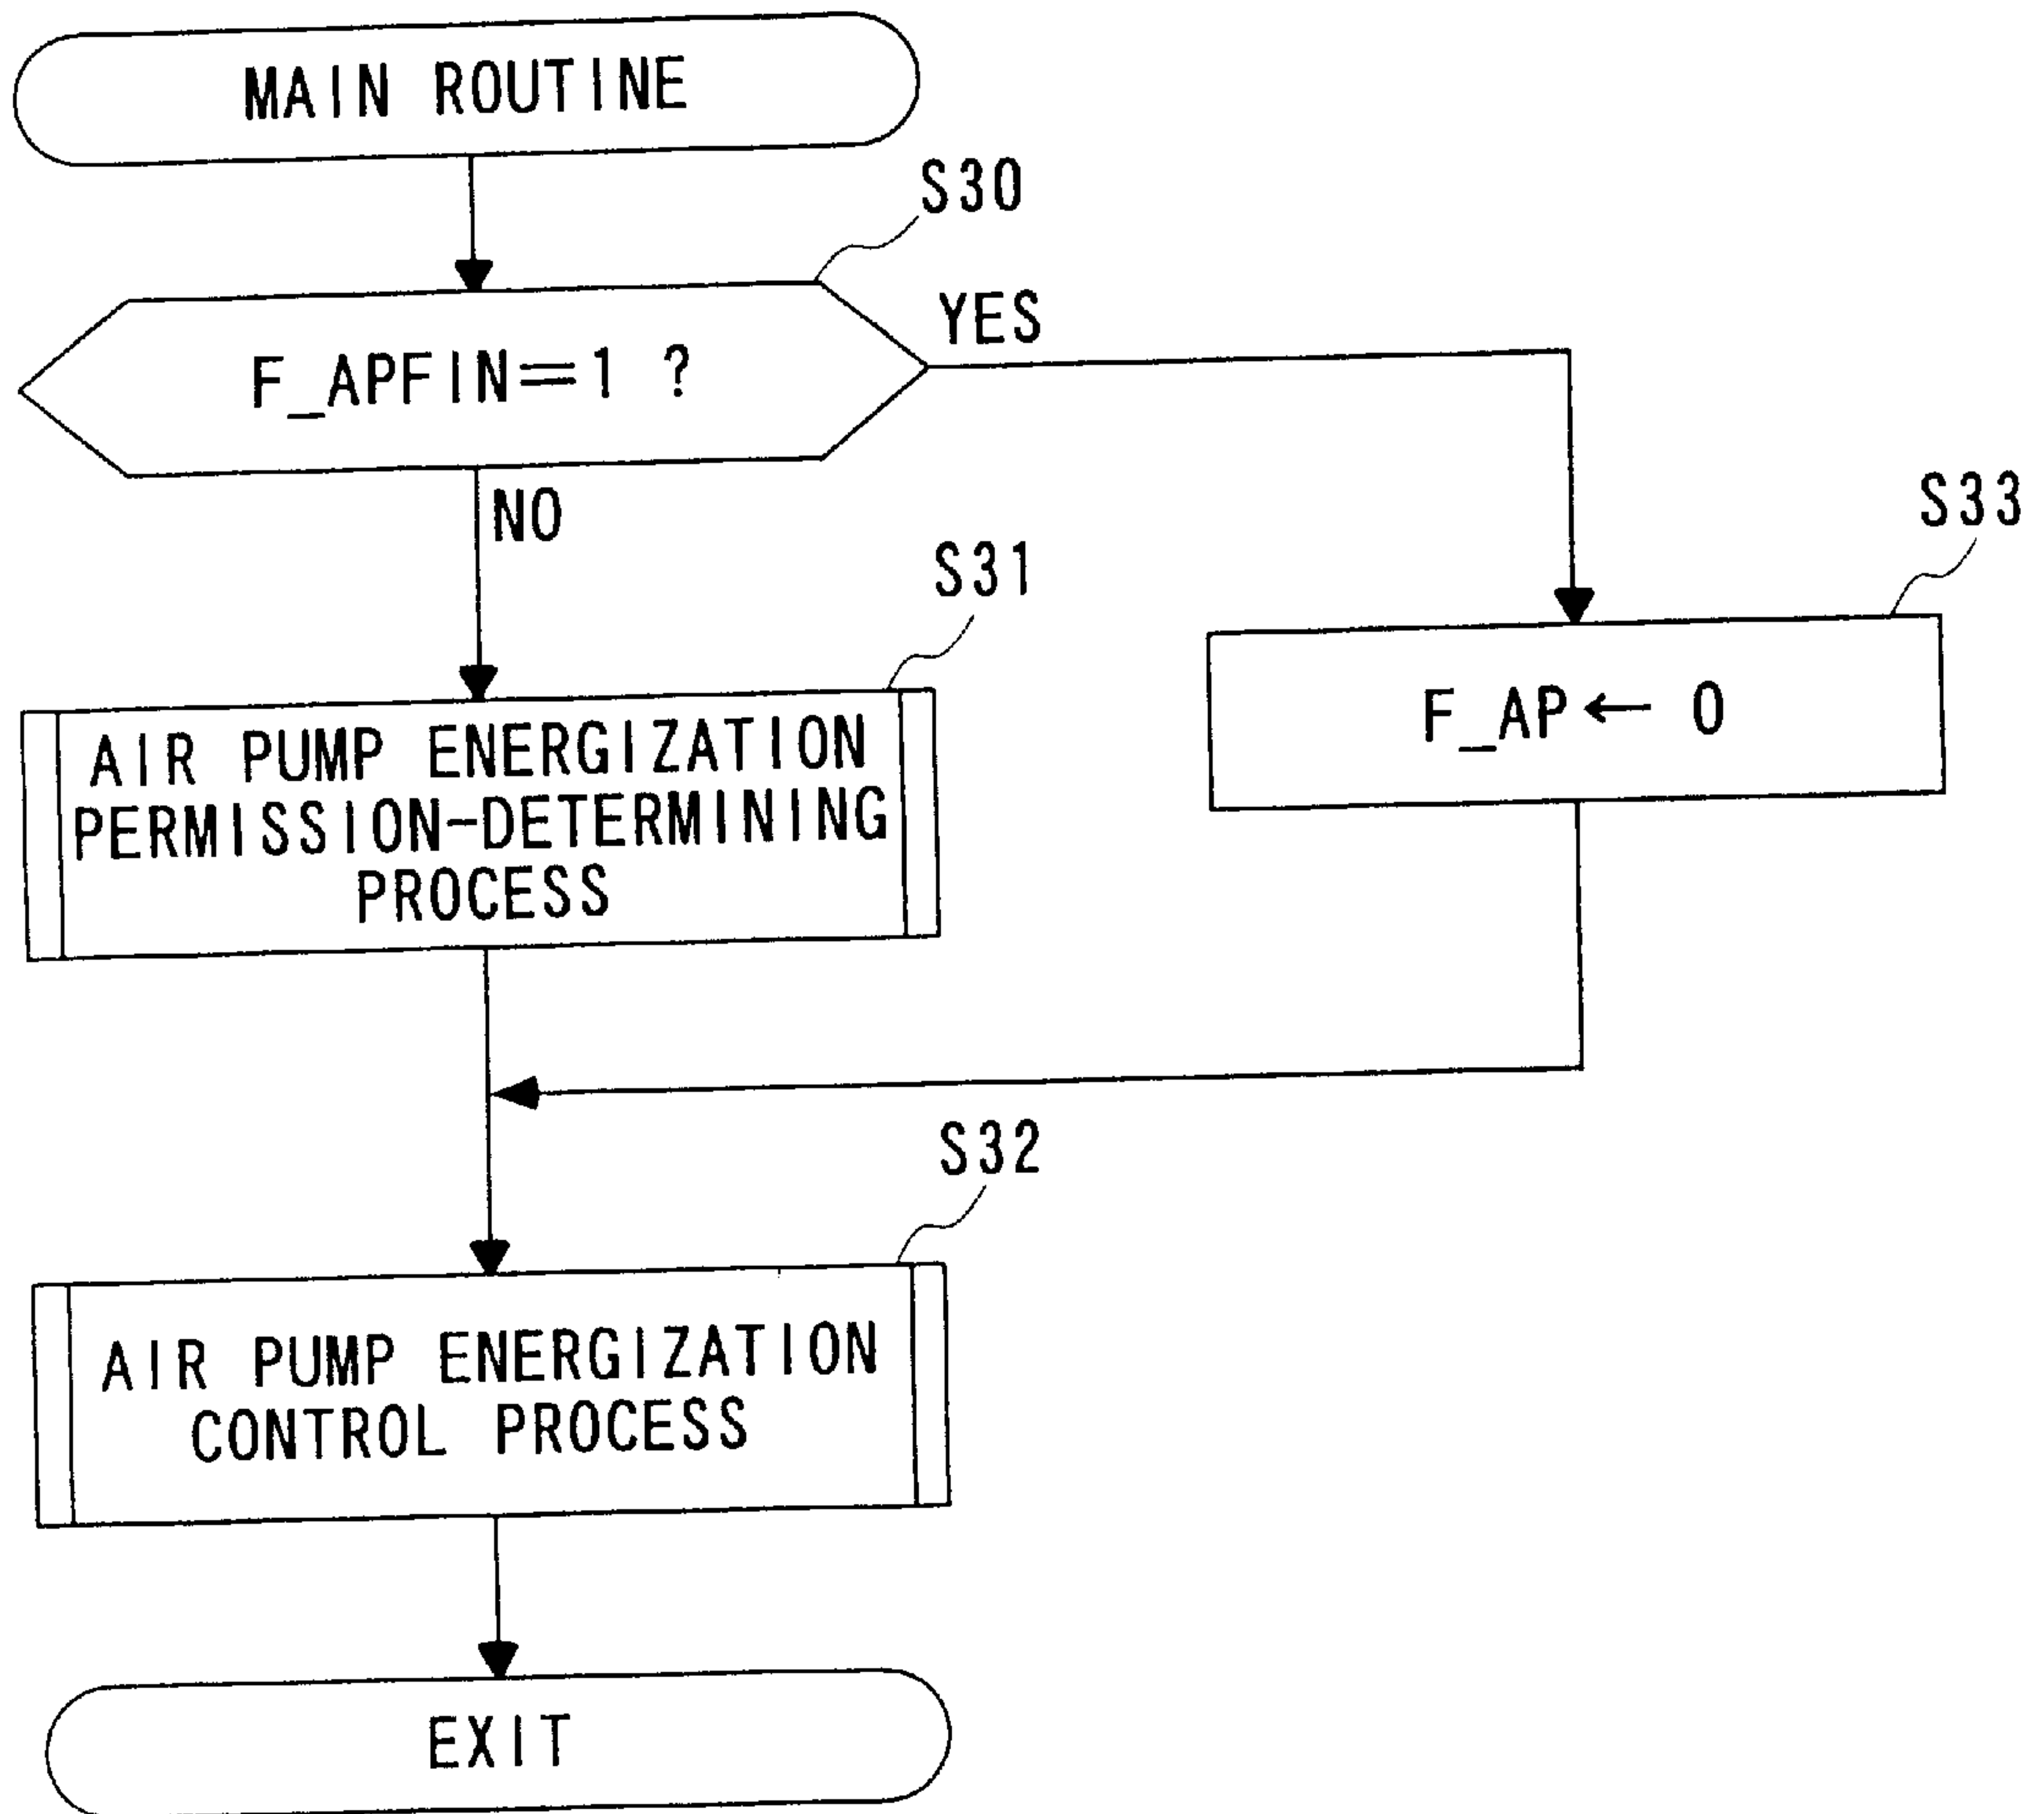 MAIN ROUTINE
S30
F_APFIN=1 ?
YES
NO
S31
S33
AIR PUMP ENERGIZATION
PERMISSION-DETERMINING
PROCESS
F_AP← 0
S32
AIR PUMP ENERGIZATION
CONTROL PROCESS
EXIT